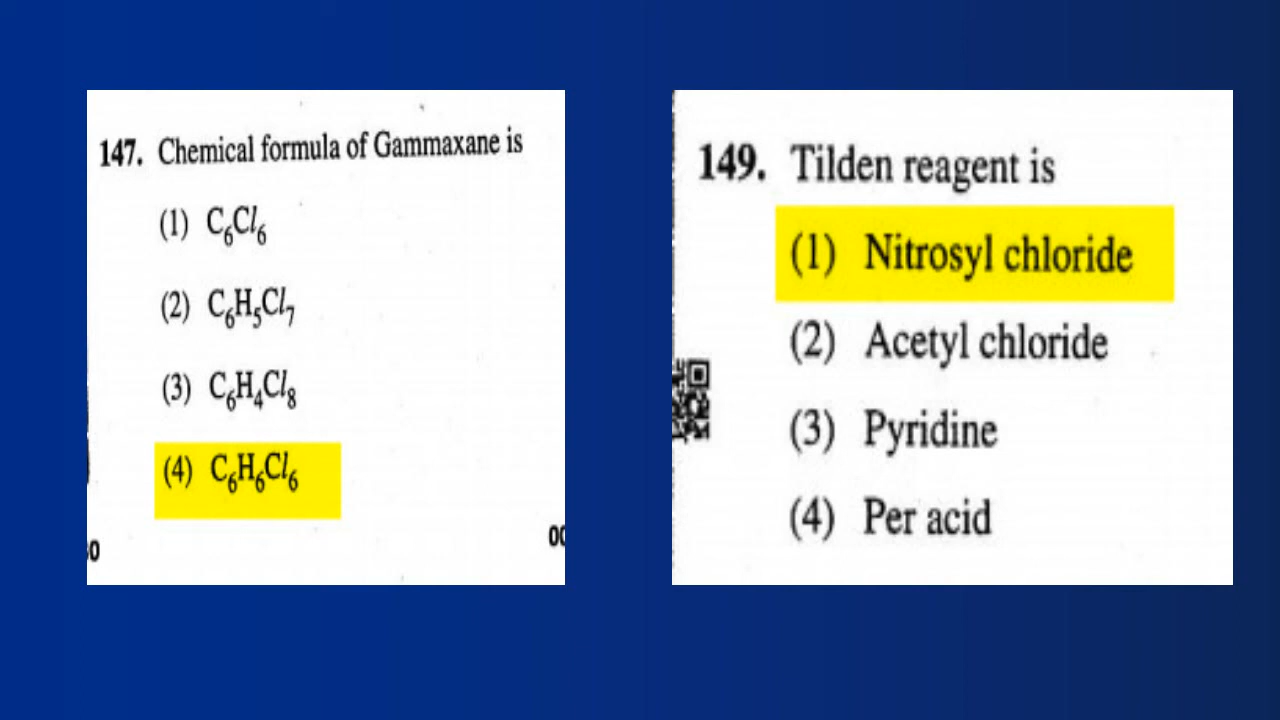 147. Chemical formula of Gammaxane is
(1) C₆Cl₆
(2) C₆H₅Cl₇
(3) C₆H₄Cl₈
(4) C₆H₆Cl₆
00
149. Tilden reagent is
(1) Nitrosyl chloride
(2) Acetyl chloride
(3) Pyridine
(4) Per acid